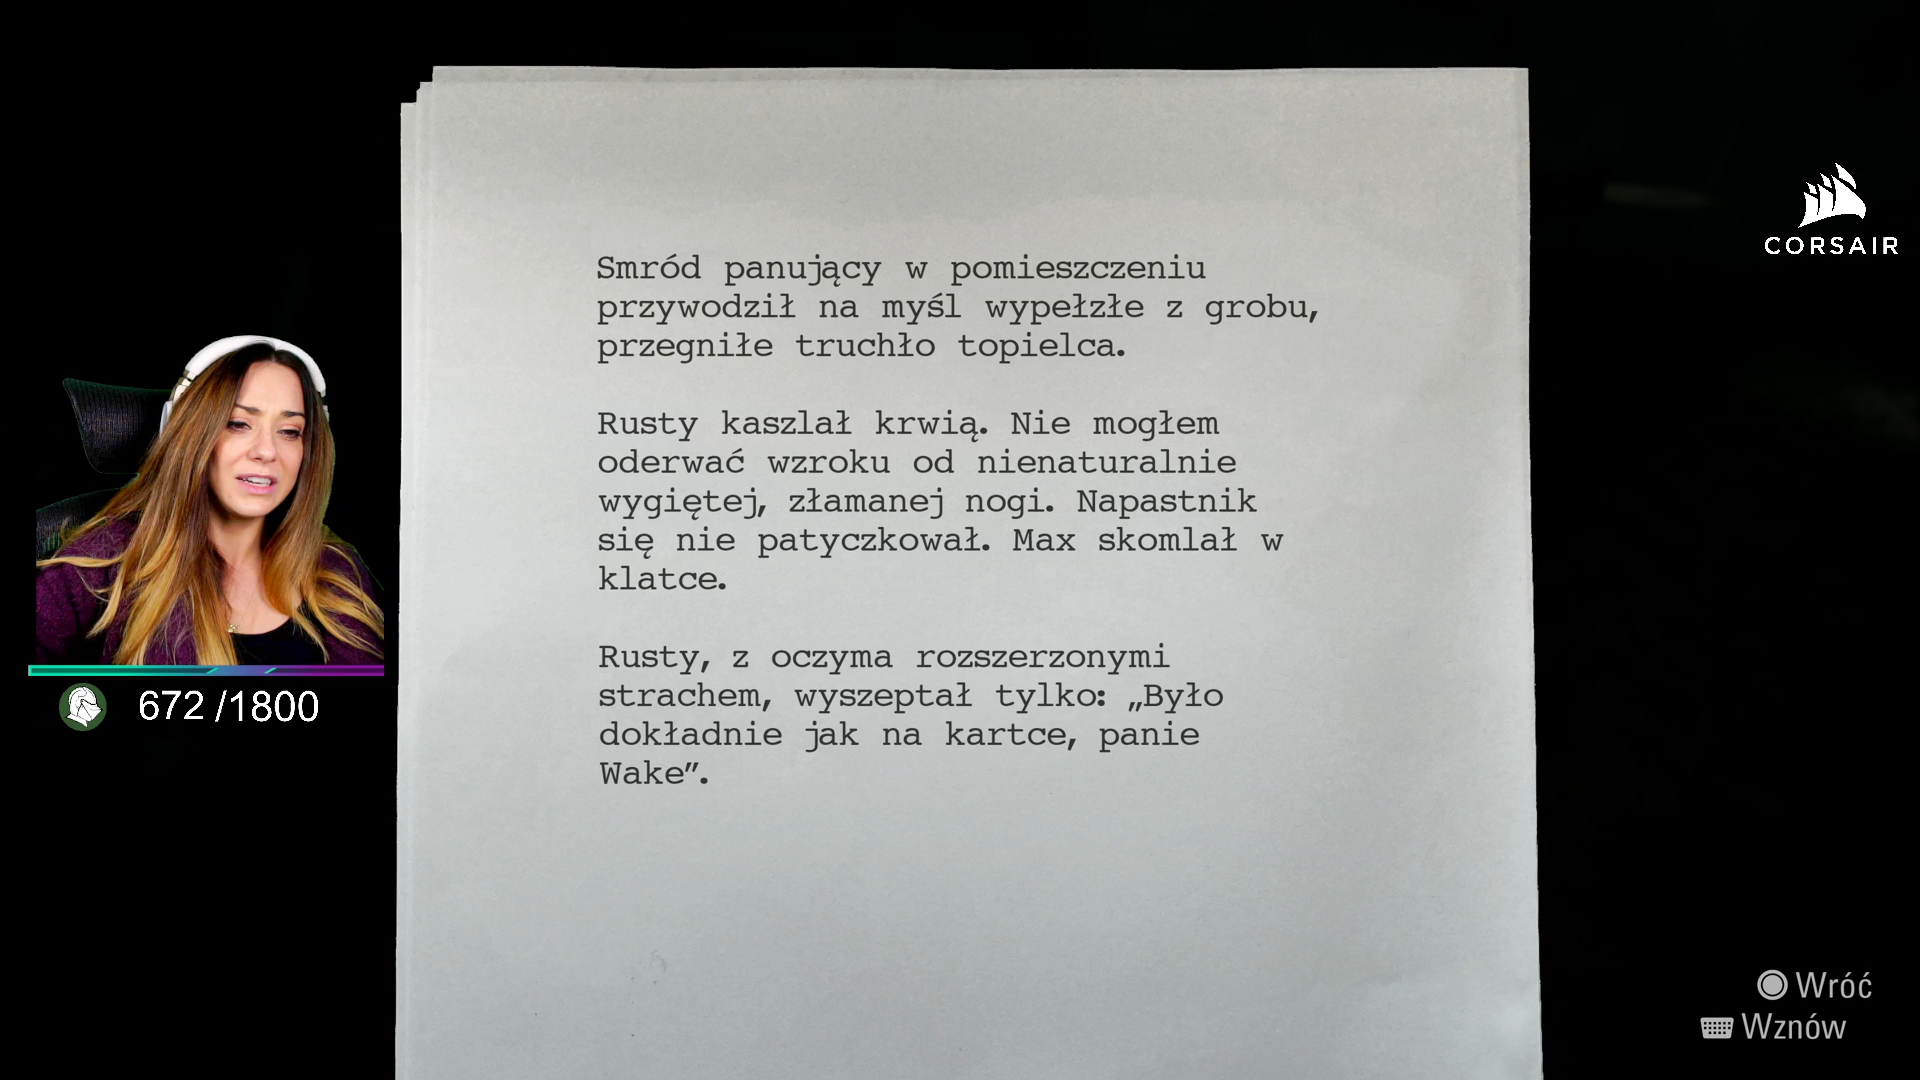 Smród panujący w pomieszczeniu
przywodził na myśl wypełzłe z grobu,
przegniłe truchło topielca.
Rusty kaszlał krwią. Nie mogłem
oderwać wzroku od nienaturalnie
wygiętej, złamanej nogi. Napastnik
się nie patyczkował. Max skomlał w
klatce.
Rusty, z oczyma rozszerzonymi
strachem, wyszeptał tylko: „Było
dokładnie jak na kartce, panie
Wake”.
CORSAIR
672 /1800
Wróć
Wznów